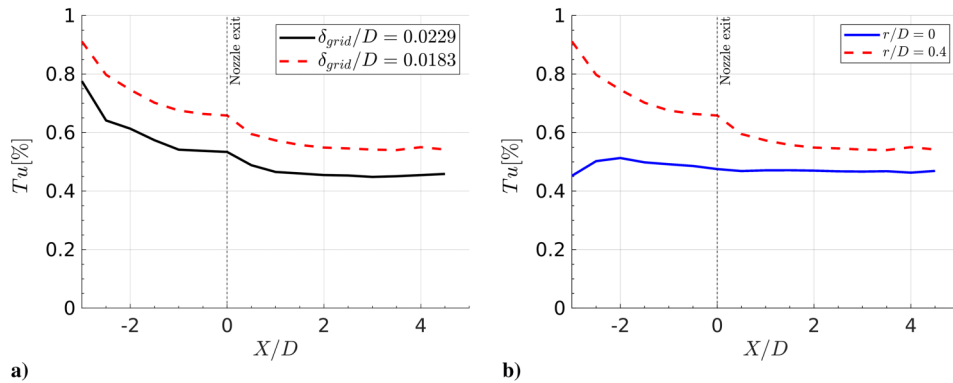 1
0.8
0.6
0.4
0.2
0
Tu[%]
-2
0
2
4
X/D
Nozzle exit
δgrid/D = 0.0229
δgrid/D = 0.0183
a)
1
0.8
0.6
0.4
0.2
0
Tu[%]
-2
0
2
4
X/D
Nozzle exit
r/D = 0
r/D = 0.4
b)